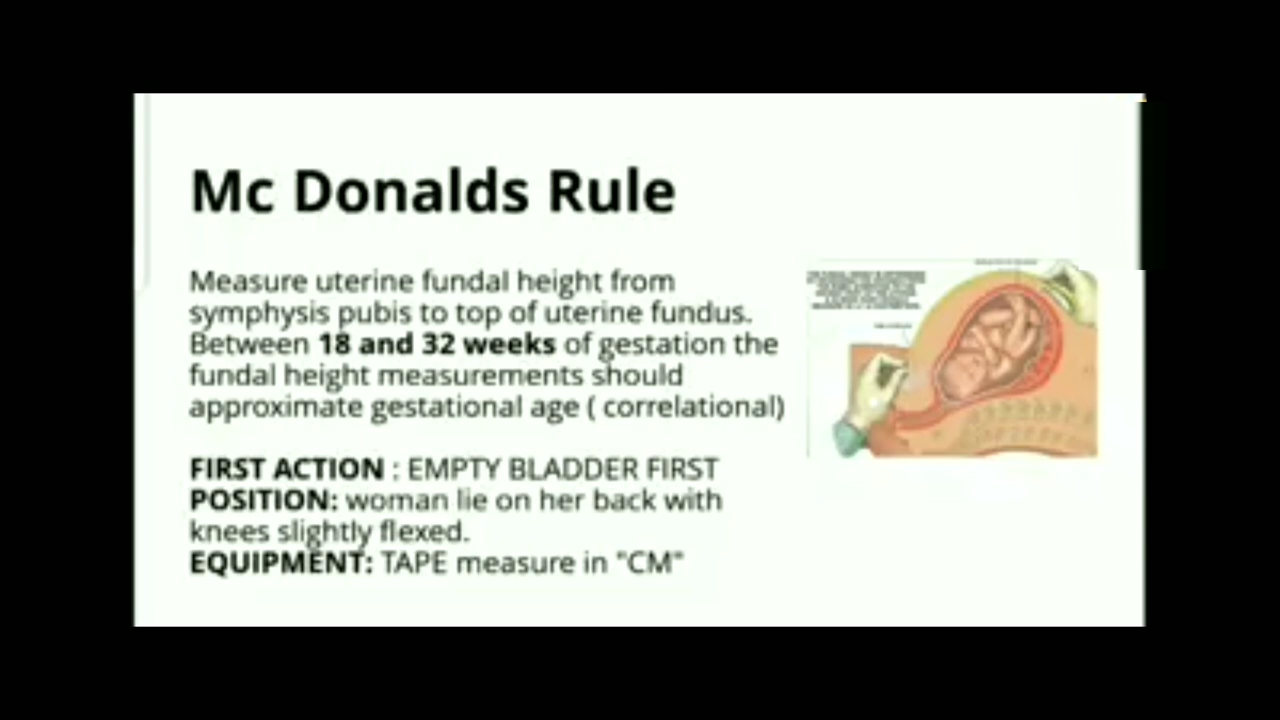 Mc Donalds Rule
Measure uterine fundal height from
symphysis pubis to top of uterine fundus.
Between 18 and 32 weeks of gestation the
fundal height measurements should
approximate gestational age ( correlational)
FIRST ACTION : EMPTY BLADDER FIRST
POSITION: woman lie on her back with
knees slightly flexed.
EQUIPMENT: TAPE measure in "CM"